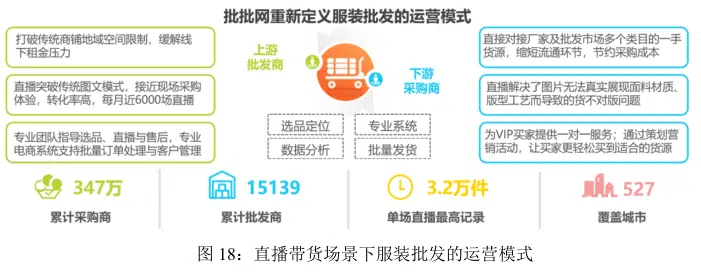 批批网重新定义服装批发的运营模式
打破传统商铺地域空间限制，缓解线
下租金压力
直播突破传统图文模式，接近现场采购
体验，转化率高，每月近6000场直播
专业团队指导选品、直播与售后，专业
电商系统支持批量订单处理与客户管理
上游
批发商
下游
采购商
选品定位
专业系统
数据分析
批量发货
直接对接厂家及批发市场多个类目的一手
货源，缩短流通环节，节约采购成本
直播解决了图片无法真实展现面料材质、
版型工艺而导致的货不对版问题
为VIP买家提供一对一服务；通过策划营
销活动，让买家更轻松买到适合的货源
347万
累计采购商
15139
累计批发商
3.2万件
单场直播最高记录
527
覆盖城市
图 18：直播带货场景下服装批发的运营模式